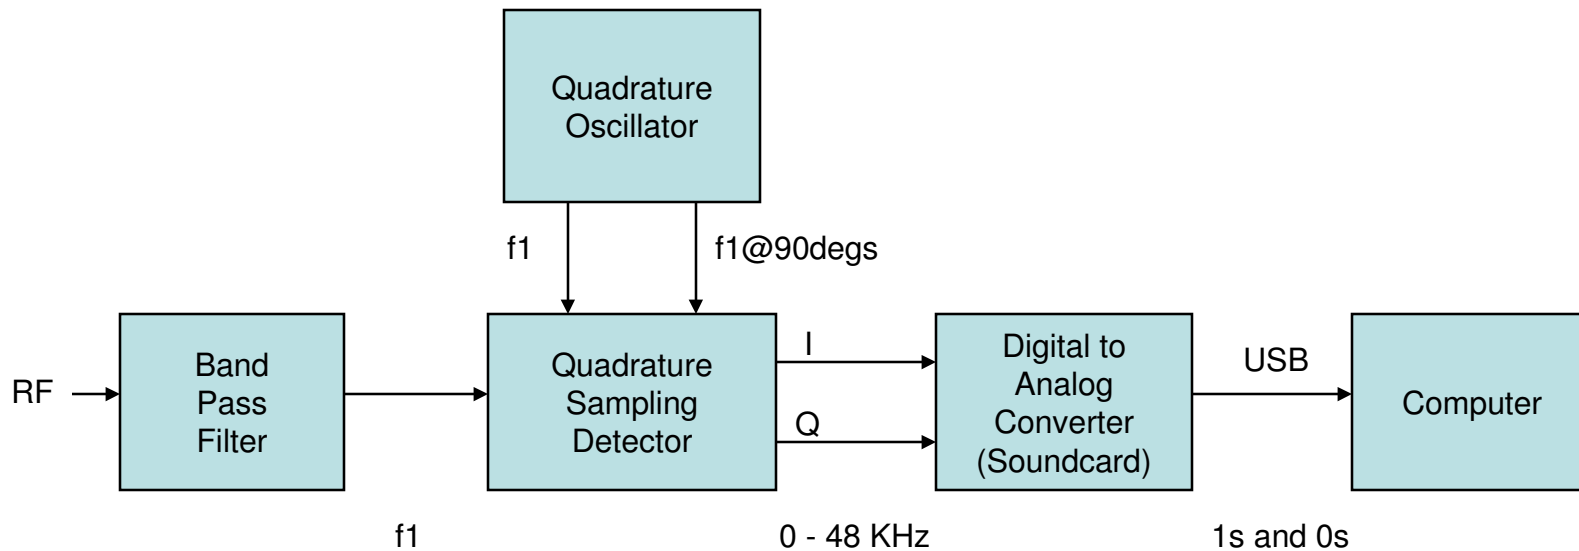 Quadrature
Oscillator
f1
f1@90degs
RF
Band
Pass
Filter
Quadrature
Sampling
Detector
I
Q
Digital to
Analog
Converter
(Soundcard)
USB
Computer
f1
0 - 48 KHz
1s and 0s